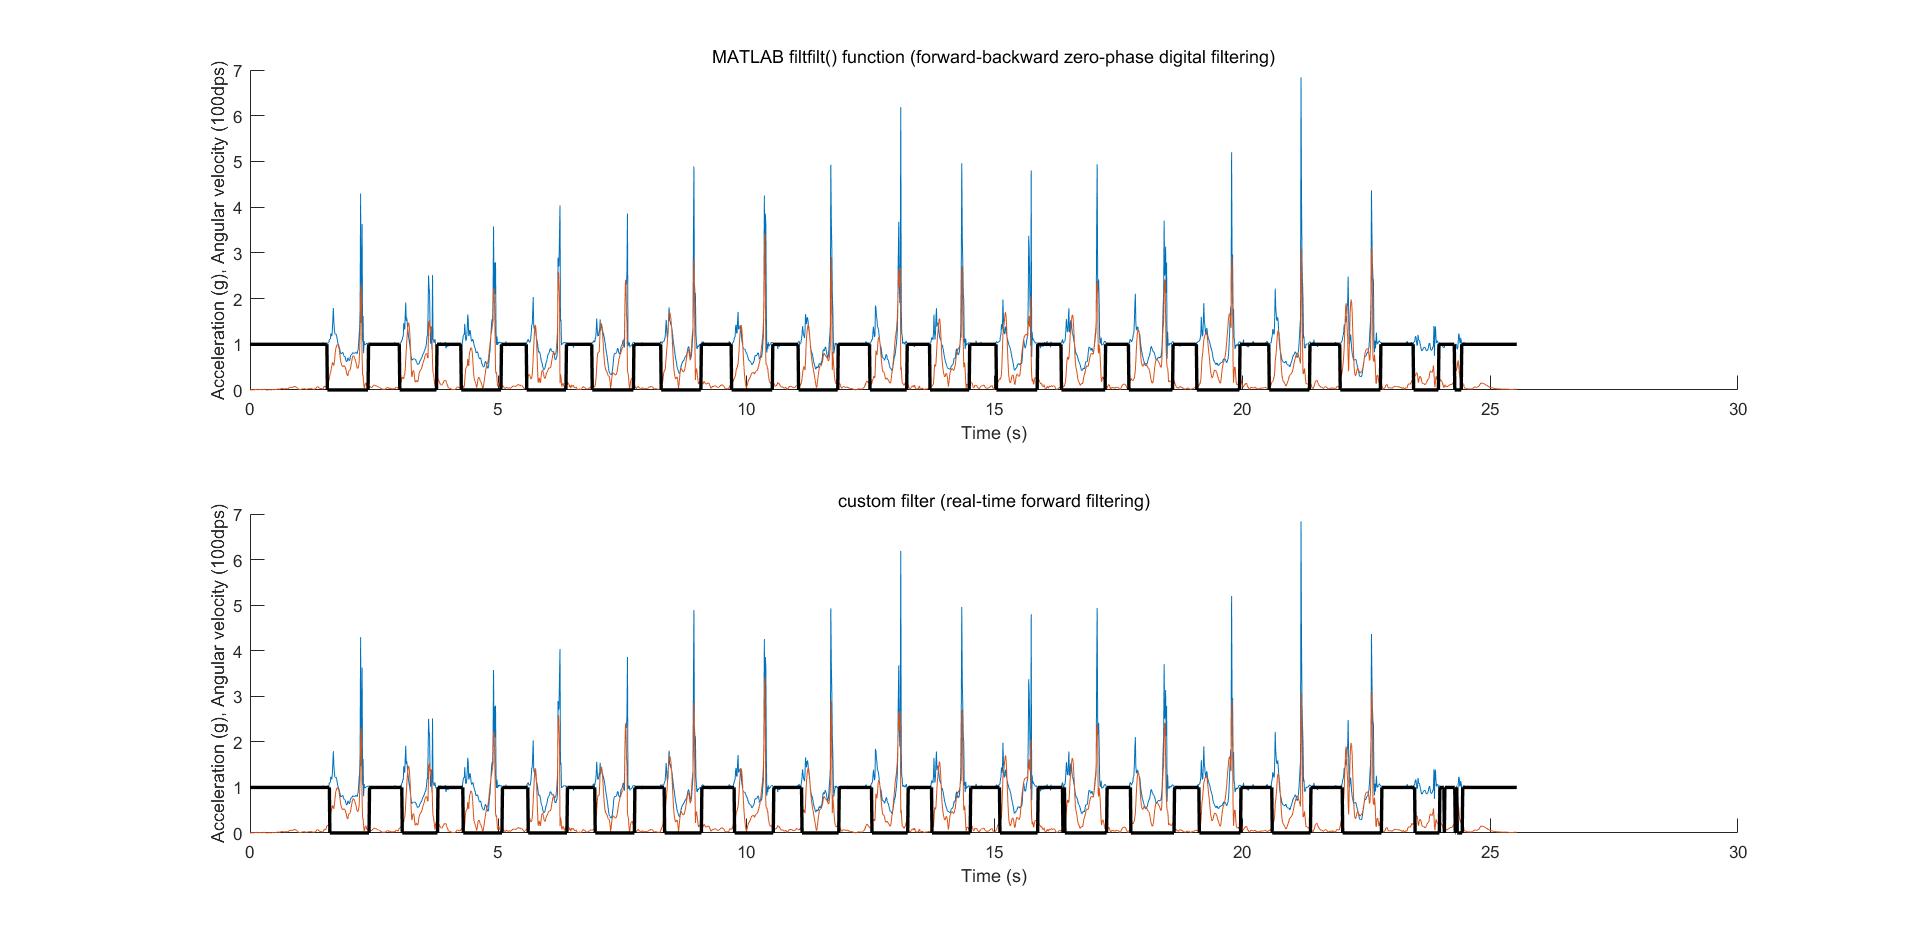 MATLAB filtfilt() function (forward-backward zero-phase digital filtering)
Acceleration (g), Angular velocity (100dps)
7
6
5
4
3
2
1
0
0 5 10 15 20 25 30
Time (s)
custom filter (real-time forward filtering)
Acceleration (g), Angular velocity (100dps)
7
6
5
4
3
2
1
0
0 5 10 15 20 25 30
Time (s)